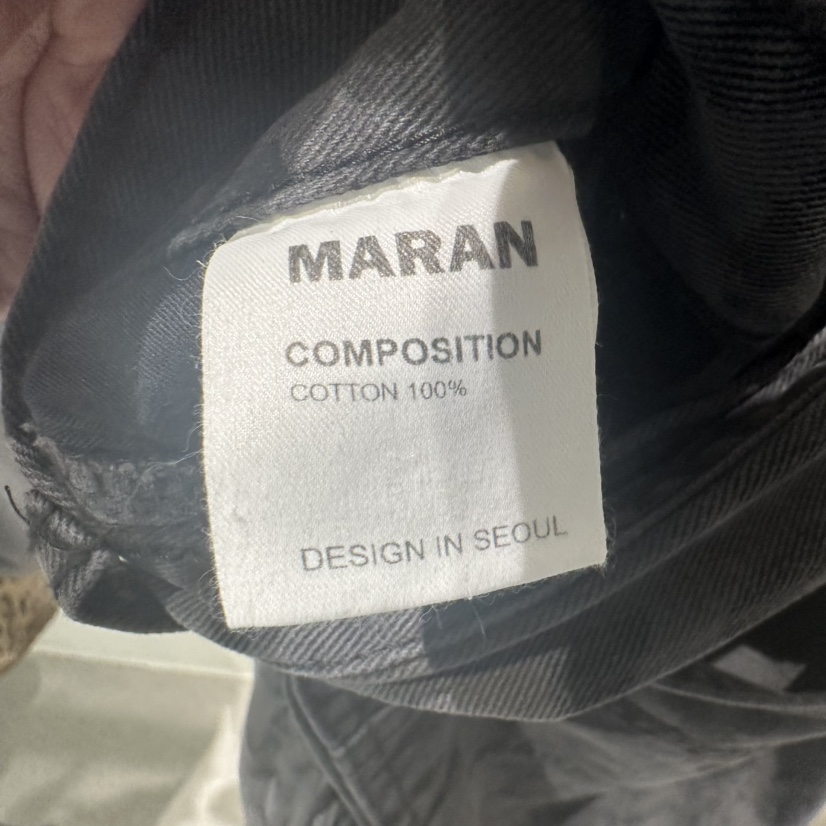 MARAN
COMPOSITION
COTTON 100%
DESIGN IN SEOUL